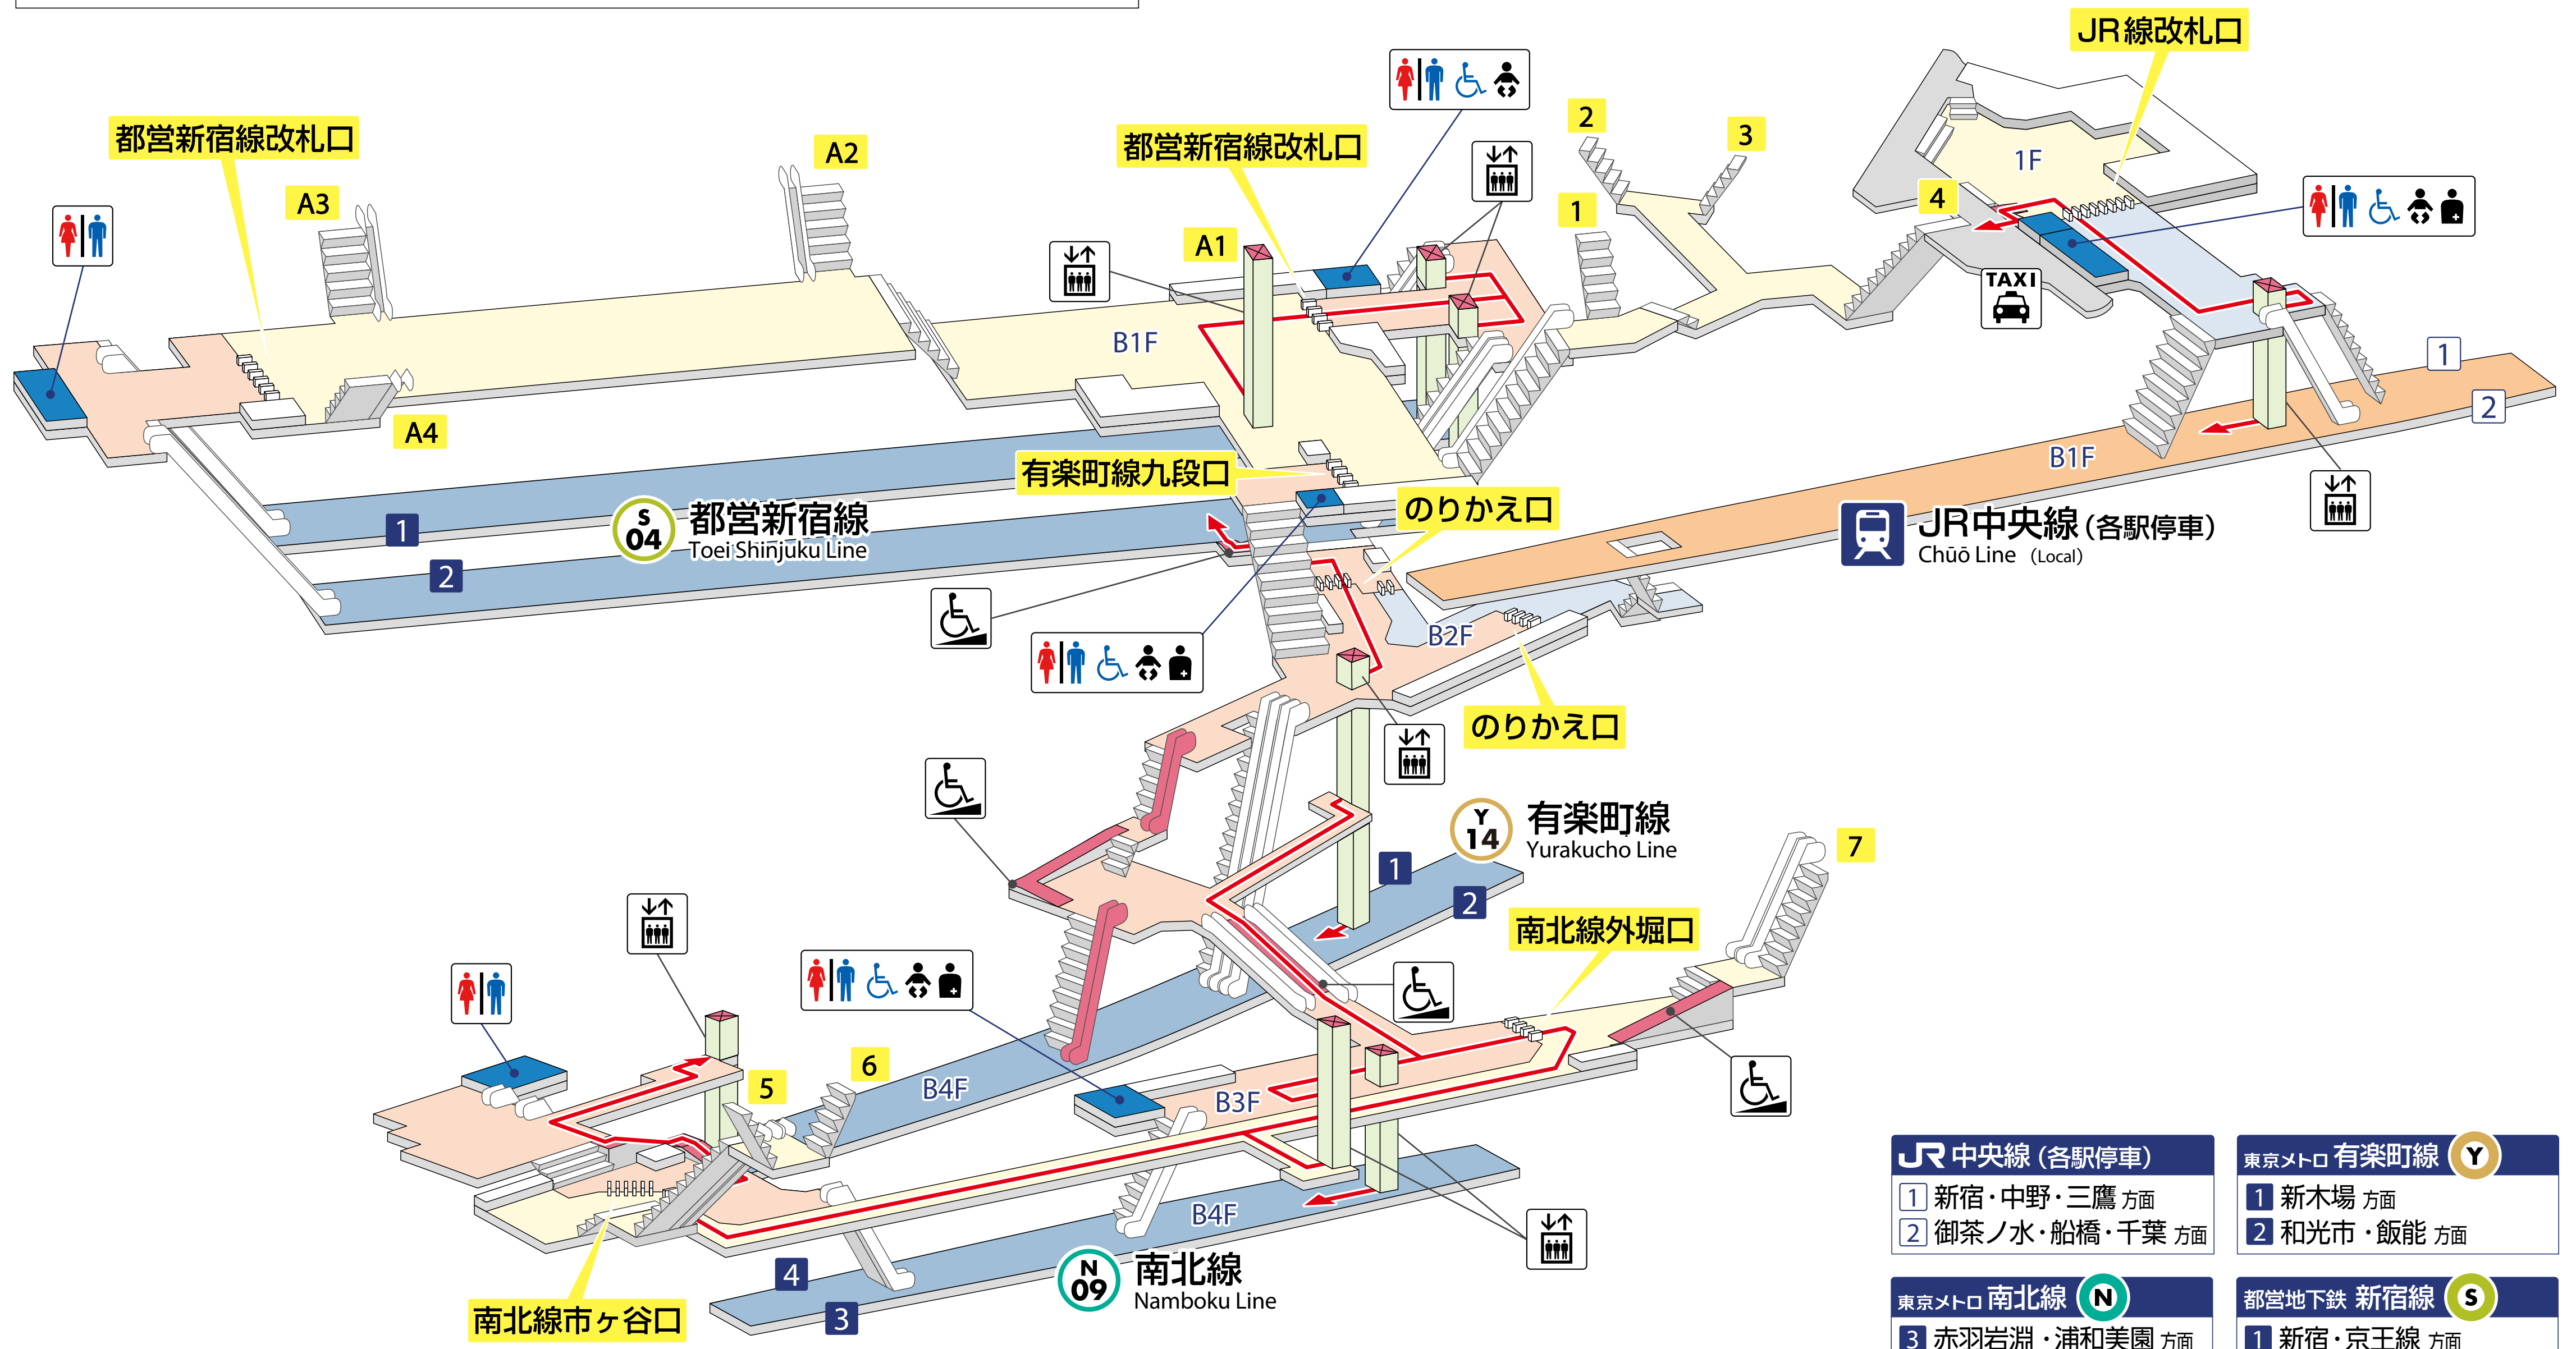 JR線改札口
都営新宿線改札口
A3
A2
都営新宿線改札口
A1
2
3
1
4
1F
TAXI
B1F
A4
有楽町線九段口
のりかえ口
1
2
B1F
S
04
都営新宿線
Toei Shinjuku Line
1
2
JR中央線(各駅停車)
Chūō Line (Local)
B2F
のりかえ口
Y
14
有楽町線
Yurakucho Line
1
2
7
南北線外堀口
5
6
B4F
B3F
B4F
N
09
南北線
Namboku Line
4
3
南北線市ヶ谷口
JR 中央線(各駅停車)
1 新宿・中野・三鷹 方面
2 御茶ノ水・船橋・千葉 方面
東京メトロ 有楽町線 Y
1 新木場 方面
2 和光市・飯能 方面
東京メトロ 南北線 N
3 赤羽岩淵・浦和美園 方面
都営地下鉄 新宿線 S
1 新宿・京王線 方面